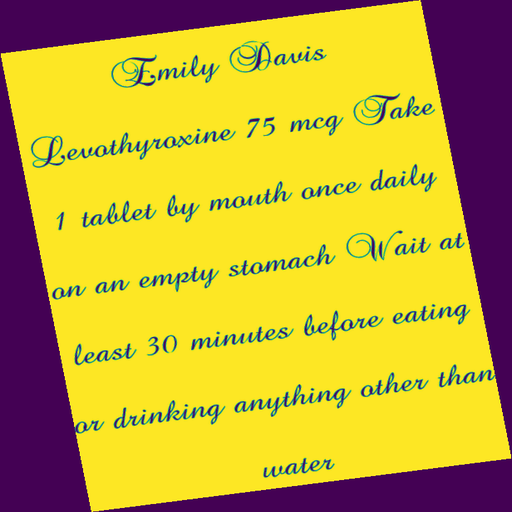 Emily Davis
Levothyroxine 75 mcg Take
1 tablet by mouth once daily
on an empty stomach Wait at
least 30 minutes before eating
or drinking anything other than
water